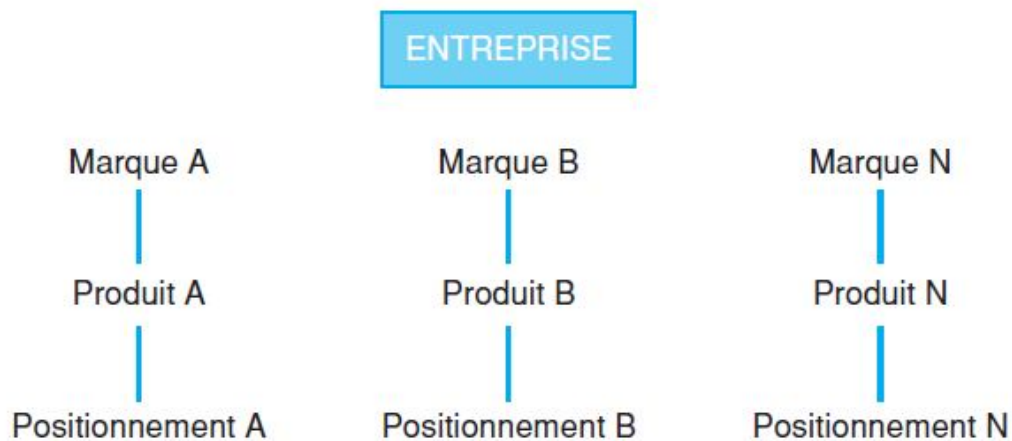 ENTREPRISE
Marque A Marque B Marque N
Produit A Produit B Produit N
Positionnement A Positionnement B Positionnement N